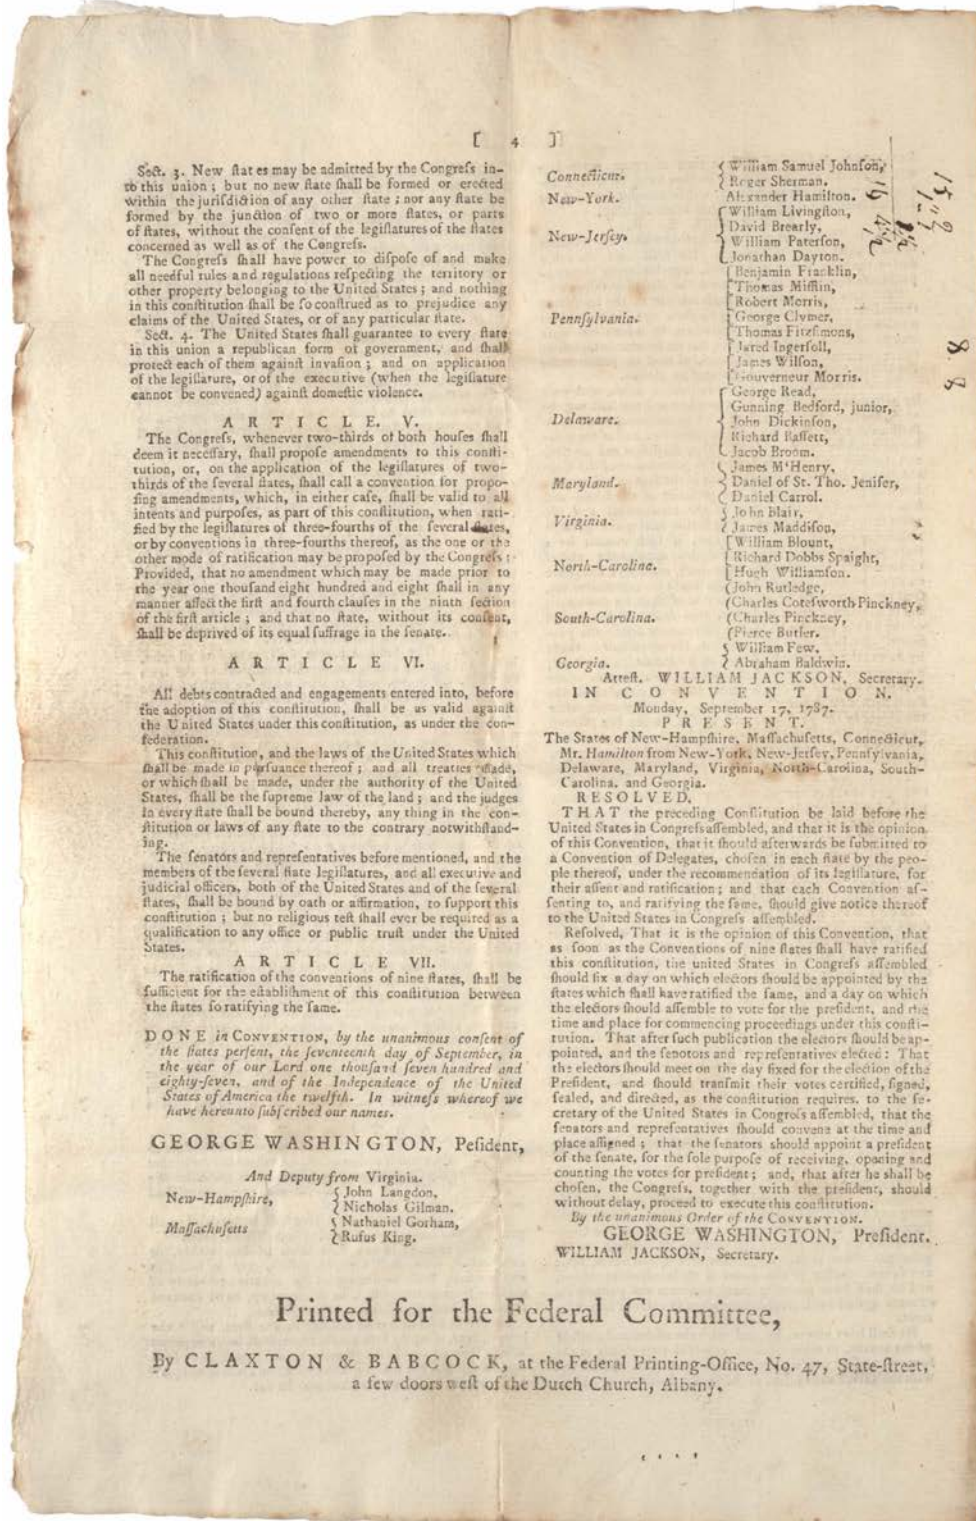 [ 4 ]
Sect. 3. New ſtates may be admitted by the Congreſs in-
to this union ; but no new ſtate ſhall be formed or erected
within the juriſdiction of any other ſtate ; nor any ſtate be
formed by the junction of two or more ſtates, or parts
of ſtates, without the conſent of the legiſlatures of the ſtates
concerned as well as of the Congreſs.
The Congreſs ſhall have power to diſpoſe of and make
all needful rules and regulations reſpecting the territory or
other property belonging to the United States ; and nothing
in this conſtitution ſhall be ſo conſtrued as to prejudice any
claims of the United States, or of any particular ſtate.
Sect. 4. The United States ſhall guarantee to every ſtate
in this union a republican form of government, and ſhall
protect each of them againſt invaſion ; and on application
of the legiſlature, or of the executive (when the legiſlature
cannot be convened) againſt domeſtic violence.
ARTICLE. V.
The Congreſs, whenever two-thirds of both houſes ſhall
deem it neceſſary, ſhall propoſe amendments to this conſti-
tution, or, on the application of the legiſlatures of two-
thirds of the ſeveral ſtates, ſhall call a convention for propo-
ſing amendments, which, in either caſe, ſhall be valid to all
intents and purpoſes, as part of this conſtitution, when rati-
fied by the legiſlatures of three-fourths of the ſeveral ſtates,
or by conventions in three-fourths thereof, as the one or the
other mode of ratification may be propoſed by the Congreſs :
Provided, that no amendment which may be made prior to
the year one thouſand eight hundred and eight ſhall in any
manner affect the firſt and fourth clauſes in the ninth ſection
of the firſt article ; and that no ſtate, without its conſent,
ſhall be deprived of its equal ſuffrage in the ſenate.
ARTICLE VI.
All debts contracted and engagements entered into, before
the adoption of this conſtitution, ſhall be as valid againſt
the United States under this conſtitution, as under the con-
federation.
This conſtitution, and the laws of the United States which
ſhall be made in purſuance thereof ; and all treaties made,
or which ſhall be made, under the authority of the United
States, ſhall be the ſupreme law of the land ; and the judges
in every ſtate ſhall be bound thereby, any thing in the con-
ſtitution or laws of any ſtate to the contrary notwithſtand-
ing.
The ſenators and repreſentatives before mentioned, and the
members of the ſeveral ſtate legiſlatures, and all executive and
judicial officers, both of the United States and of the ſeveral
ſtates, ſhall be bound by oath or affirmation, to ſupport this
conſtitution ; but no religious teſt ſhall ever be required as a
qualification to any office or public truſt under the United
States.
ARTICLE VII.
The ratification of the conventions of nine ſtates, ſhall be
ſufficient for the eſtabliſhment of this conſtitution between
the ſtates ſo ratifying the ſame.
DONE in CONVENTION, by the unanimous conſent of
the ſtates perſent, the ſeventeenth day of September, in
the year of our Lord one thouſand ſeven hundred and
eighty-ſeven, and of the Independence of the United
States of America the twelfth. In witneſs whereof we
have hereunto ſubſcribed our names.
GEORGE WASHINGTON, Peſident,
And Deputy from Virginia.
New-Hampſhire, { John Langdon,
Nicholas Gilman.
Maſſachuſetts { Nathaniel Gorham,
Rufus King.
Connecticut. { William Samuel Johnſon,
Roger Sherman.
New-York. Alexander Hamilton.
New-Jerſey. { William Livingſton,
David Brearly,
William Paterſon,
Jonathan Dayton.
Pennſylvania. { Benjamin Franklin,
Thomas Mifflin,
Robert Morris,
George Clymer,
Thomas Fitzſimons,
Jared Ingerſoll,
James Wilſon,
Gouverneur Morris.
Delaware. { George Read,
Gunning Bedford, junior,
John Dickinſon,
Richard Baſſett,
Jacob Broom.
Maryland. { James M'Henry,
Daniel of St. Tho. Jenifer,
Daniel Carrol.
Virginia. { John Blair,
James Maddiſon,
North-Carolina. { William Blount,
Richard Dobbs Spaight,
Hugh Williamſon.
South-Carolina. ( John Rutledge,
(Charles Coteſworth Pinckney,
(Charles Pinckney,
(Pierce Butler.
Georgia. { William Few.
Abraham Baldwin.
Atteſt. WILLIAM JACKSON, Secretary.
IN CONVENTION.
Monday, September 17, 1787.
PRESENT.
The States of New-Hampſhire, Maſſachuſetts, Connecticut,
Mr. Hamilton from New-York, New-Jerſey, Pennſylvania,
Delaware, Maryland, Virginia, North-Carolina, South-
Carolina, and Georgia.
RESOLVED,
THAT the preceding Conſtitution be laid before the
United States in Congreſs aſſembled, and that it is the opinion
of this Convention, that it ſhould afterwards be ſubmitted to
a Convention of Delegates, choſen in each ſtate by the peo-
ple thereof, under the recommendation of its legiſlature, for
their aſſent and ratification ; and that each Convention aſ-
ſenting to, and ratifying the ſame, ſhould give notice thereof
to the United States in Congreſs aſſembled.
Reſolved, That it is the opinion of this Convention, that
as ſoon as the Conventions of nine ſtates ſhall have ratified
this conſtitution, the united States in Congreſs aſſembled
ſhould fix a day on which electors ſhould be appointed by the
ſtates which ſhall have ratified the ſame, and a day on which
the electors ſhould aſſemble to vote for the preſident, and the
time and place for commencing proceedings under this conſti-
tution. That after ſuch publication the electors ſhould be ap-
pointed, and the ſenotors and repreſentatives elected : That
the electors ſhould meet on the day fixed for the election of the
Preſident, and ſhould tranſmit their votes certified, ſigned,
ſealed, and directed, as the conſtitution requires, to the ſe-
cretary of the United States in Congreſs aſſembled, that the
ſenators and repreſentatives ſhould convene at the time and
place aſſigned ; that the ſenators ſhould appoint a preſident
of the ſenate, for the ſole purpoſe of receiving, opening and
counting the votes for preſident ; and, that after he ſhall be
choſen, the Congreſs, together with the preſident, ſhould
without delay, proceed to execute this conſtitution.
By the unanimous Order of the CONVENTION.
GEORGE WASHINGTON, Preſident.
WILLIAM JACKSON, Secretary.
Printed for the Federal Committee,
By CLAXTON & BABCOCK, at the Federal Printing-Office, No. 47, State-ſtreet,
a few doors weſt of the Dutch Church, Albany.
8 8